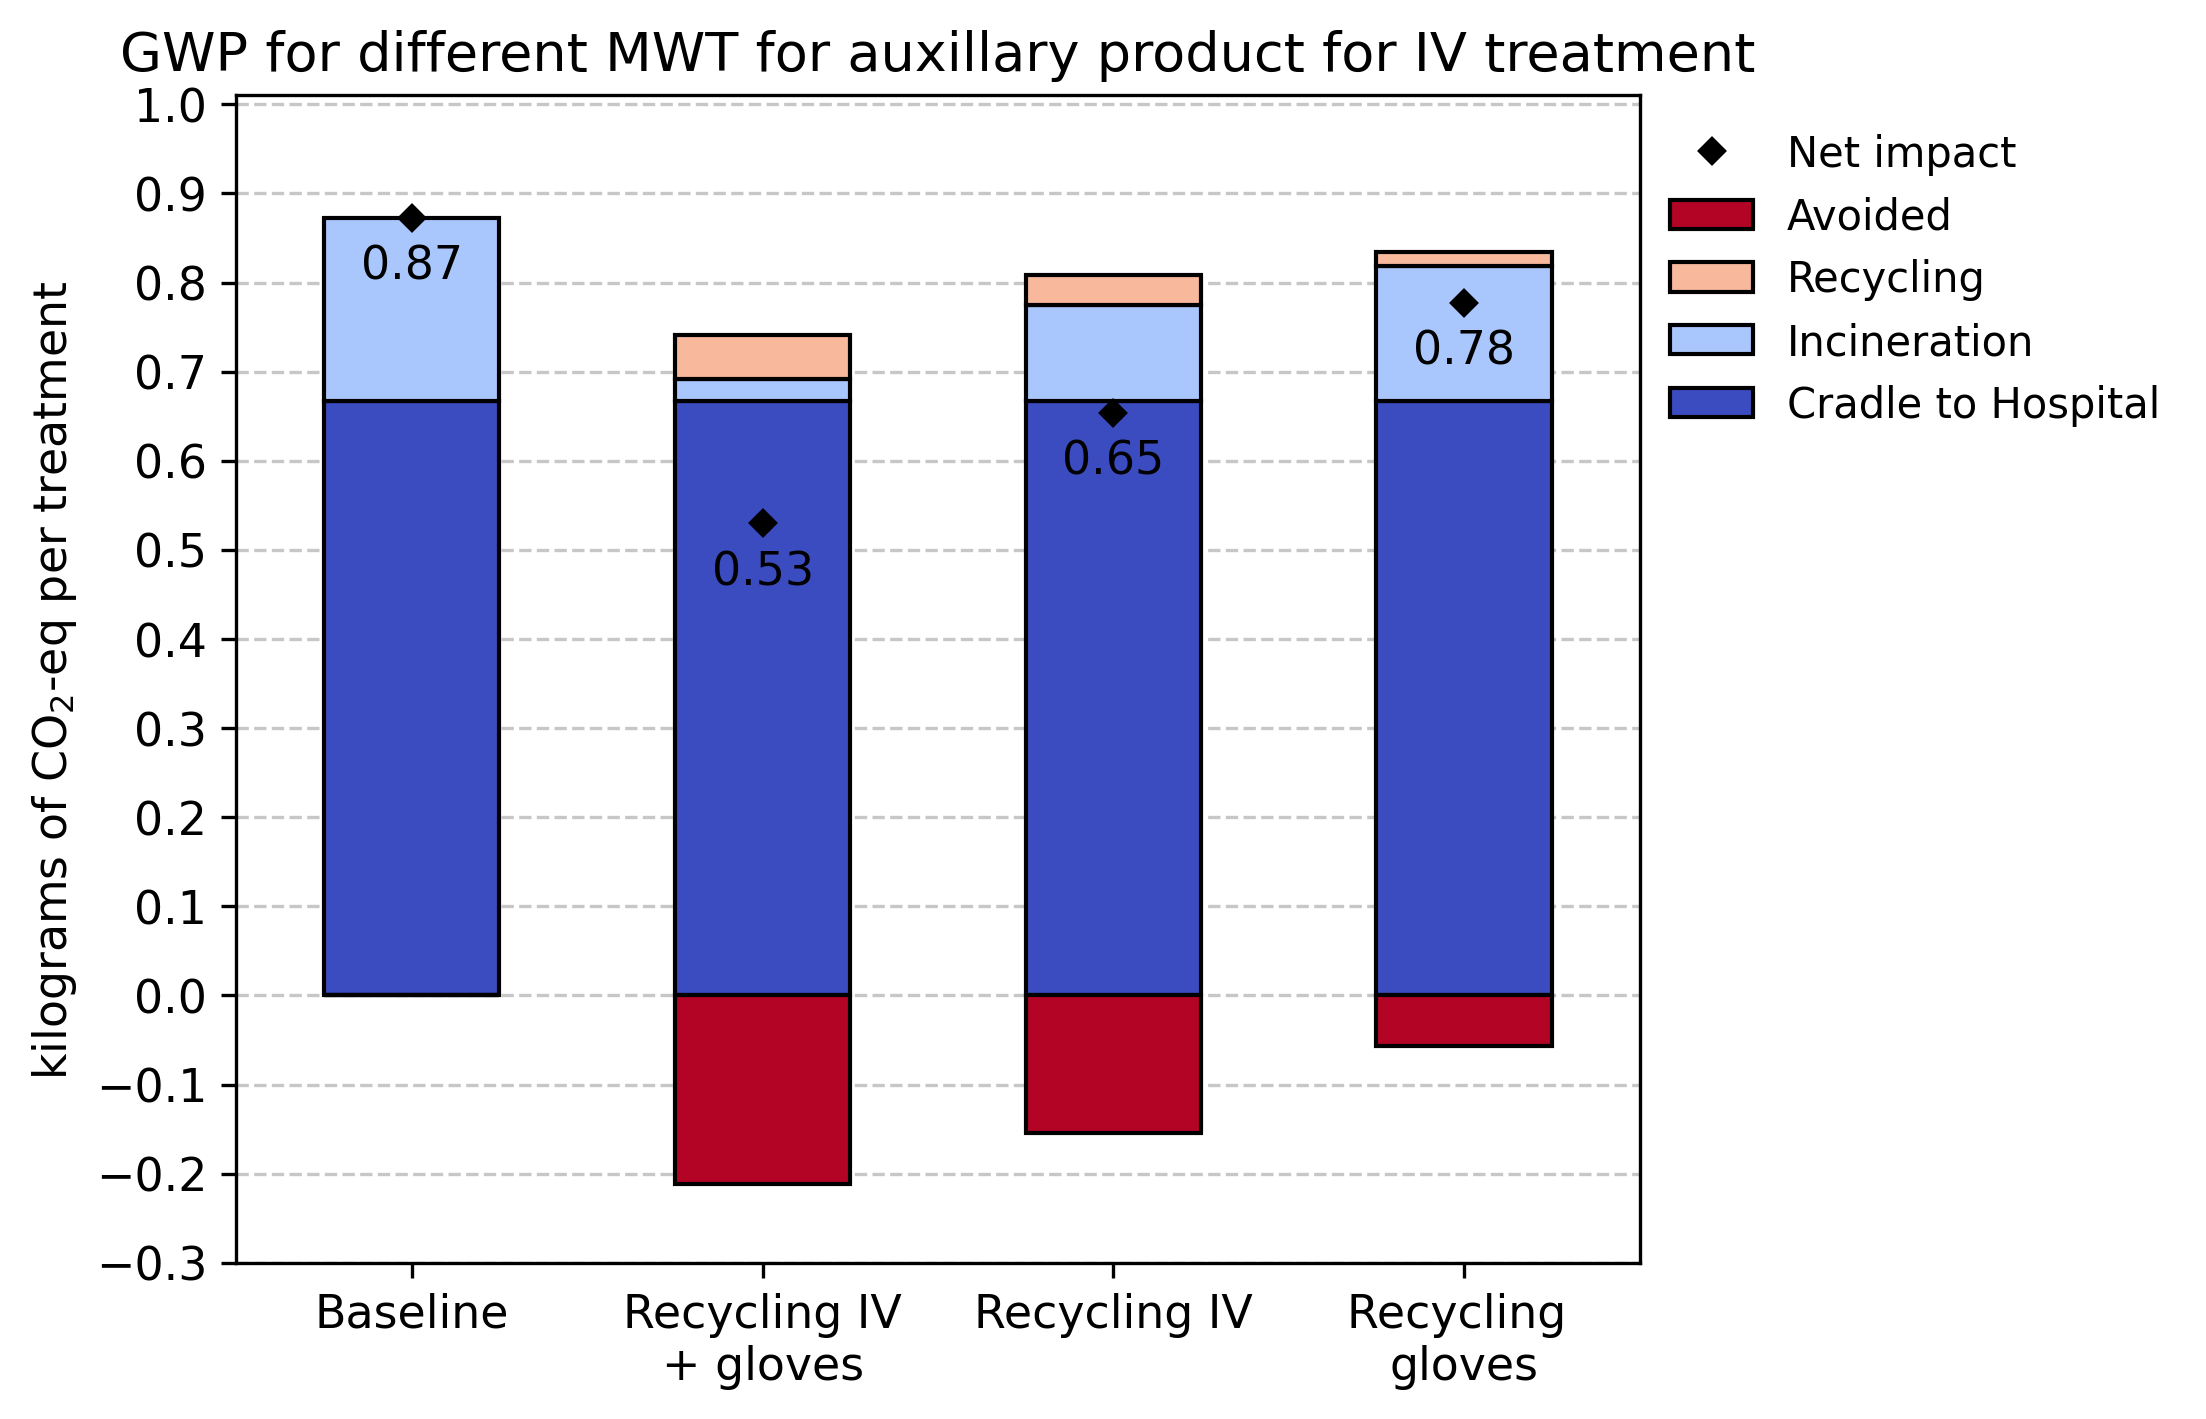 GWP for different MWT for auxillary product for IV treatment
kilograms of CO₂-eq per treatment
1.0
0.9
0.8
0.7
0.6
0.5
0.4
0.3
0.2
0.1
0.0
−0.1
−0.2
−0.3
0.87
0.53
0.65
0.78
Baseline
Recycling IV
+ gloves
Recycling IV
Recycling
gloves
Net impact
Avoided
Recycling
Incineration
Cradle to Hospital